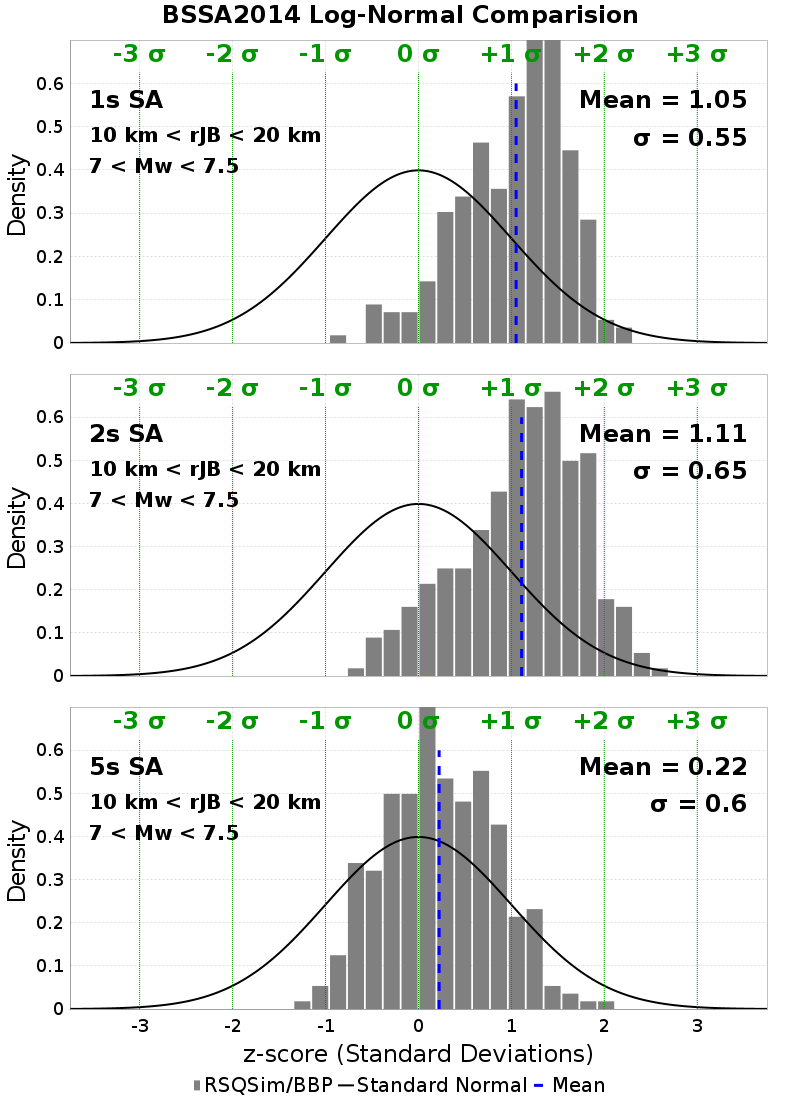 BSSA2014 Log-Normal Comparision
-3 σ -2 σ -1 σ 0 σ +1 σ +2 σ +3 σ
1s SA
Mean = 1.05
10 km < rJB < 20 km
σ = 0.55
7 < Mw < 7.5
Density
0.6
0.5
0.4
0.3
0.2
0.1
0
-3 σ -2 σ -1 σ 0 σ +1 σ +2 σ +3 σ
2s SA
Mean = 1.11
10 km < rJB < 20 km
σ = 0.65
7 < Mw < 7.5
Density
0.6
0.5
0.4
0.3
0.2
0.1
0
-3 σ -2 σ -1 σ 0 σ +1 σ +2 σ +3 σ
5s SA
Mean = 0.22
10 km < rJB < 20 km
σ = 0.6
7 < Mw < 7.5
Density
0.6
0.5
0.4
0.3
0.2
0.1
0
-3 -2 -1 0 1 2 3
z-score (Standard Deviations)
RSQSim/BBP Standard Normal Mean